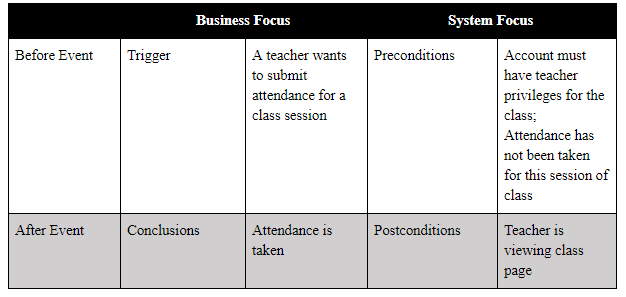 Business Focus
System Focus
Before Event
Trigger
A teacher wants
to submit
attendance for a
class session
Preconditions
Account must
have teacher
privileges for the
class;
Attendance has
not been taken
for this session of
class
After Event
Conclusions
Attendance is
taken
Postconditions
Teacher is
viewing class
page